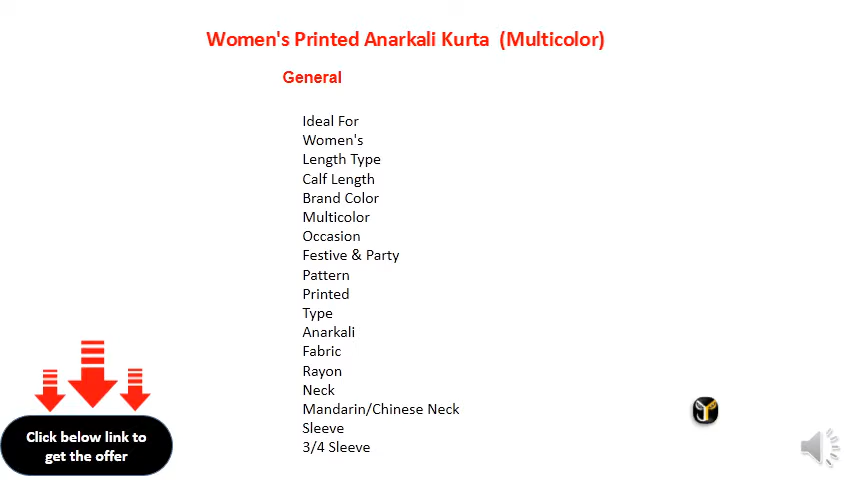 Women's Printed Anarkali Kurta  (Multicolor)
General
Ideal For
Women's
Length Type
Calf Length
Brand Color
Multicolor
Occasion
Festive & Party
Pattern
Printed
Type
Anarkali
Fabric
Rayon
Neck
Mandarin/Chinese Neck
Sleeve
3/4 Sleeve
Click below link to
get the offer